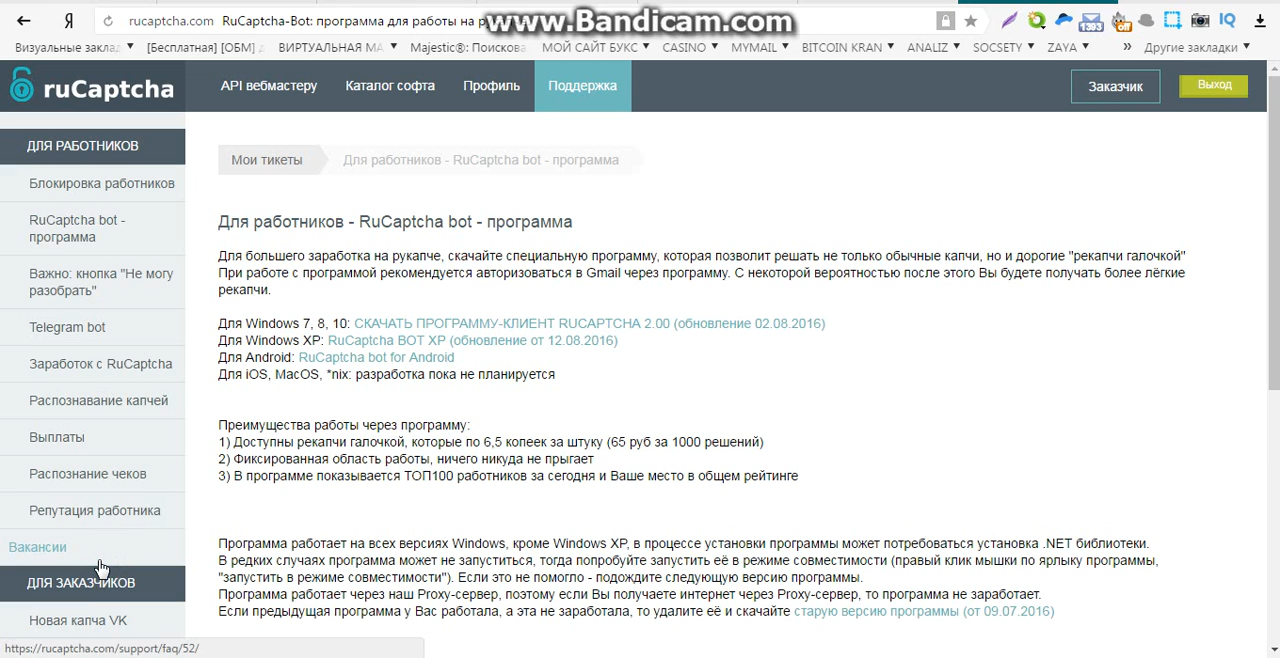 Я
rucaptcha.com RuCaptcha-Bot: программа для работы на
www.Bandicam.com
1393
Off
IQ
Визуальные заклад
[Бесплатная] [ОБМ]
ВИРТУАЛЬНАЯ МА
Majestic®: Поискова
МОЙ САЙТ БУКС
CASINO
MYMAIL
BITCOIN KRAN
ANALIZ
SOCSETY
ZAYA
»
Другие закладки
ruCaptcha
API вебмастеру
Каталог софта
Профиль
Поддержка
Заказчик
Выход
ДЛЯ РАБОТНИКОВ
Блокировка работников
RuCaptcha bot -
программа
Важно: кнопка "Не могу
разобрать"
Telegram bot
Заработок с RuCaptcha
Распознавание капчей
Выплаты
Распознание чеков
Репутация работника
Вакансии
ДЛЯ ЗАКАЗЧИКОВ
Новая капча VK
Мои тикеты
Для работников - RuCaptcha bot - программа
Для работников - RuCaptcha bot - программа
Для большего заработка на рукапче, скачайте специальную программу, которая позволит решать не только обычные капчи, но и дорогие "рекапчи галочкой"
При работе с программой рекомендуется авторизоваться в Gmail через программу. С некоторой вероятностью после этого Вы будете получать более лёгкие
рекапчи.
Для Windows 7, 8, 10: СКАЧАТЬ ПРОГРАММУ-КЛИЕНТ RUCAPTCHA 2.00 (обновление 02.08.2016)
Для Windows XP: RuCaptcha BOT XP (обновление от 12.08.2016)
Для Android: RuCaptcha bot for Android
Для iOS, MacOS, *nix: разработка пока не планируется
Преимущества работы через программу:
1) Доступны рекапчи галочкой, которые по 6,5 копеек за штуку (65 руб за 1000 решений)
2) Фиксированная область работы, ничего никуда не прыгает
3) В программе показывается ТОП100 работников за сегодня и Ваше место в общем рейтинге
Программа работает на всех версиях Windows, кроме Windows XP, в процессе установки программы может потребоваться установка .NET библиотеки.
В редких случаях программа может не запуститься, тогда попробуйте запустить её в режиме совместимости (правый клик мышки по ярлыку программы,
"запустить в режиме совместимости"). Если это не помогло - подождите следующую версию программы.
Программа работает через наш Proxy-сервер, поэтому если Вы получаете интернет через Proxy-сервер, то программа не заработает.
Если предыдущая программа у Вас работала, а эта не заработала, то удалите её и скачайте старую версию программы (от 09.07.2016)
https://rucaptcha.com/support/faq/52/